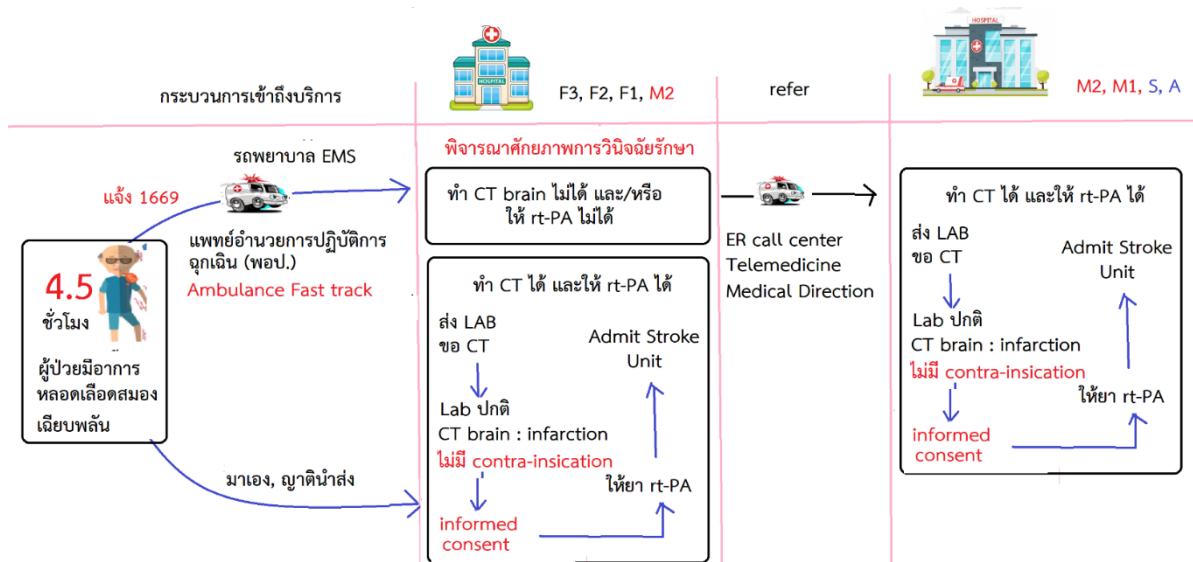 กระบวนการเข้าถึงบริการ
HOSPITAL
F3, F2, F1, M2
refer
HOSPITAL
M2, M1, S, A
แจ้ง 1669
รถพยาบาล EMS
แพทย์อำนวยการปฏิบัติการ
ฉุกเฉิน (พอป.)
Ambulance Fast track
4.5
ชั่วโมง
ผู้ป่วยมีอาการ
หลอดเลือดสมอง
เฉียบพลัน
มาเอง, ญาตินำส่ง
พิจารณาศักยภาพการวินิจฉัยรักษา
ทำ CT brain ไม่ได้ และ/หรือ
ให้ rt-PA ไม่ได้
ทำ CT ได้ และให้ rt-PA ได้
ส่ง LAB
ขอ CT
Lab ปกติ
CT brain : infarction
ไม่มี contra-insication
informed
consent
ให้ยา rt-PA
Admit Stroke
Unit
ER call center
Telemedicine
Medical Direction
ทำ CT ได้ และให้ rt-PA ได้
ส่ง LAB
ขอ CT
Lab ปกติ
CT brain : infarction
ไม่มี contra-insication
informed
consent
ให้ยา rt-PA
Admit Stroke
Unit